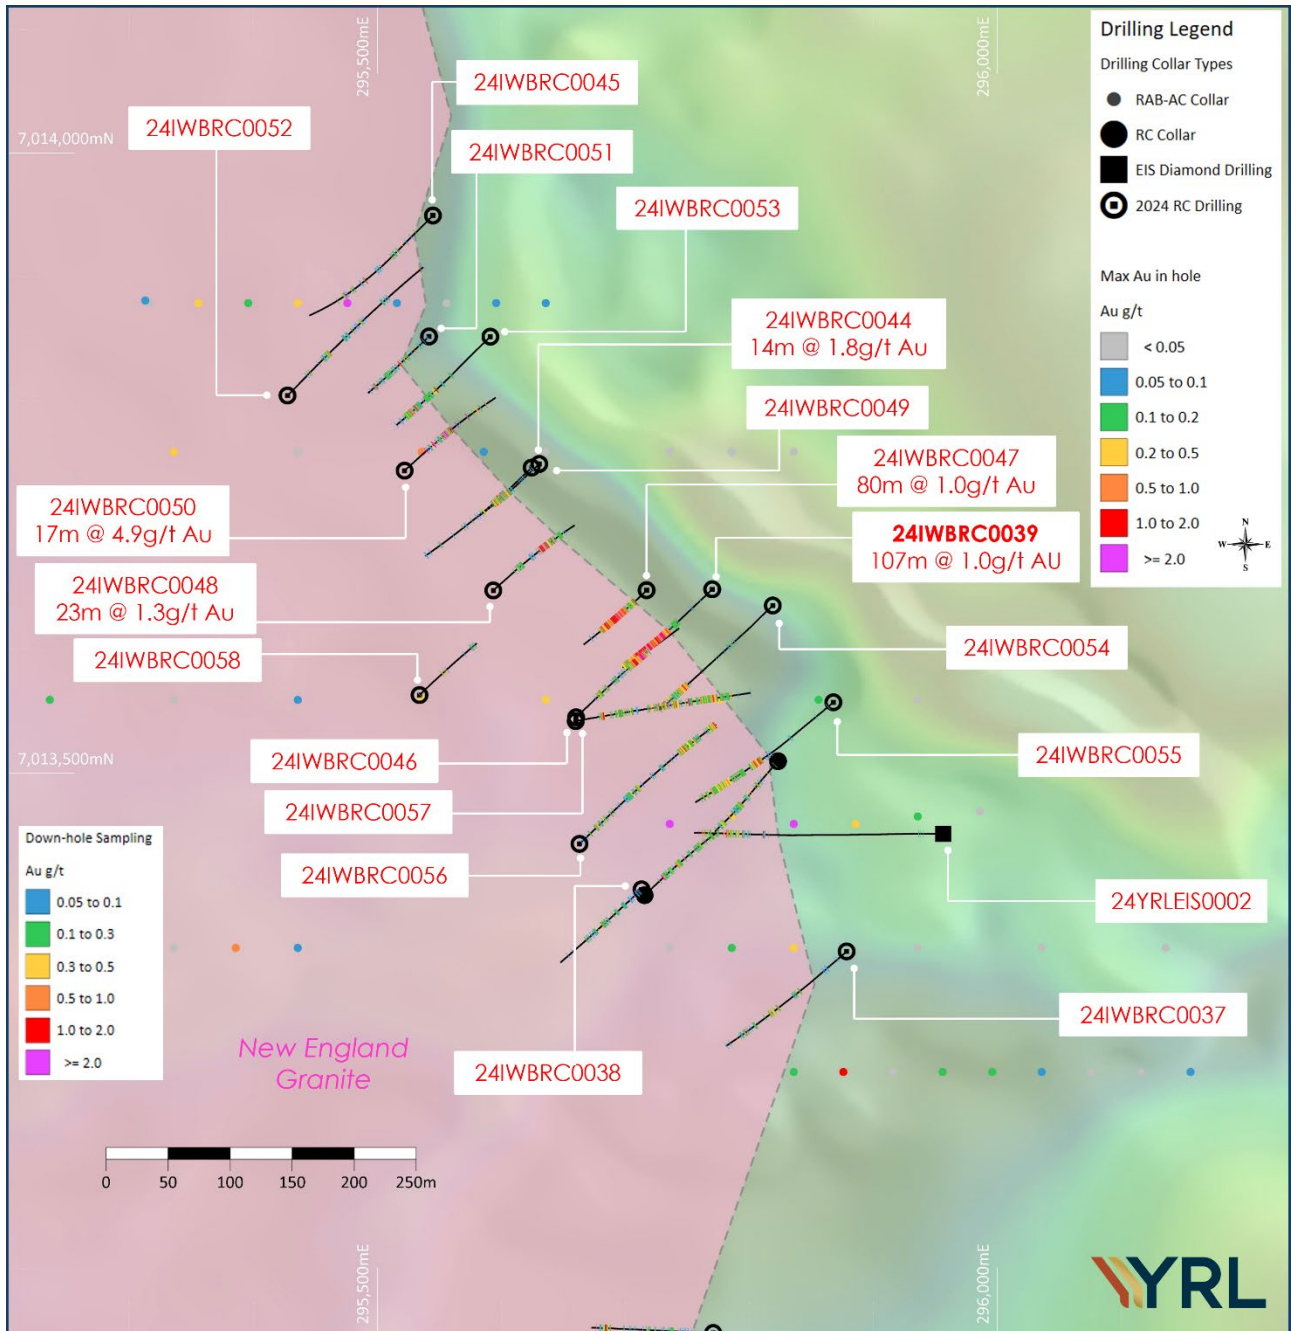 295,500mE
296,000mE
7,014,000mN
24IWBRC0045
24IWBRC0052
24IWBRC0051
24IWBRC0053
24IWBRC0044
14m @ 1.8g/t Au
24IWBRC0049
24IWBRC0047
80m @ 1.0g/t Au
24IWBRC0050
17m @ 4.9g/t Au
24IWBRC0039
107m @ 1.0g/t AU
24IWBRC0048
23m @ 1.3g/t Au
24IWBRC0058
24IWBRC0054
24IWBRC0046
24IWBRC0055
7,013,500mN
24IWBRC0057
24IWBRC0056
24YRLEIS0002
24IWBRC0037
24IWBRC0038
New England
Granite
Drilling Legend
Drilling Collar Types
RAB-AC Collar
RC Collar
EIS Diamond Drilling
2024 RC Drilling
Max Au in hole
Au g/t
< 0.05
0.05 to 0.1
0.1 to 0.2
0.2 to 0.5
0.5 to 1.0
1.0 to 2.0
>= 2.0
N
W
E
S
Down-hole Sampling
Au g/t
0.05 to 0.1
0.1 to 0.3
0.3 to 0.5
0.5 to 1.0
1.0 to 2.0
>= 2.0
0 50 100 150 200 250m
295,500mE
296,000mE
YRL